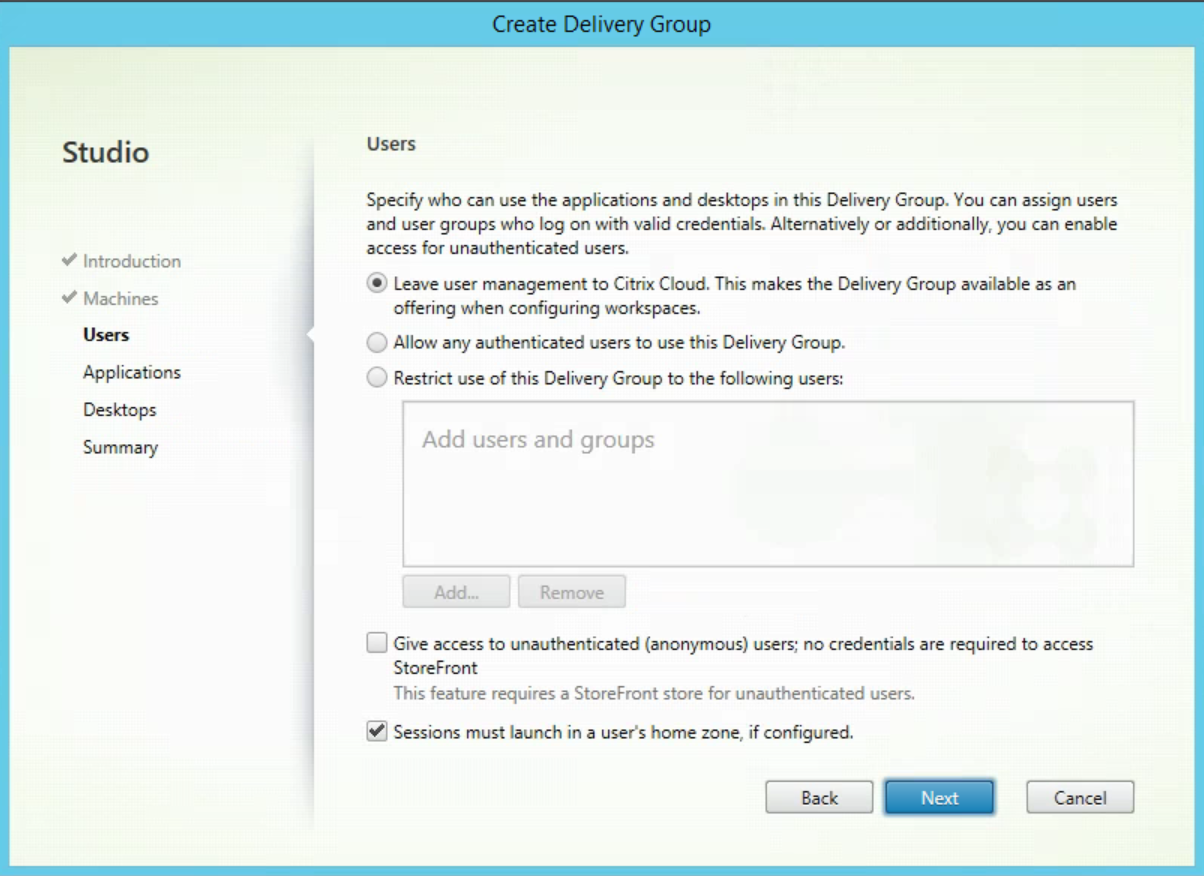 Create Delivery Group
Studio
Introduction
Machines
Users
Applications
Desktops
Summary
Users
Specify who can use the applications and desktops in this Delivery Group. You can assign users
and user groups who log on with valid credentials. Alternatively or additionally, you can enable
access for unauthenticated users.
Leave user management to Citrix Cloud. This makes the Delivery Group available as an
offering when configuring workspaces.
Allow any authenticated users to use this Delivery Group.
Restrict use of this Delivery Group to the following users:
Add users and groups
Add... Remove
Give access to unauthenticated (anonymous) users; no credentials are required to access
StoreFront
This feature requires a StoreFront store for unauthenticated users.
Sessions must launch in a user's home zone, if configured.
Back Next Cancel